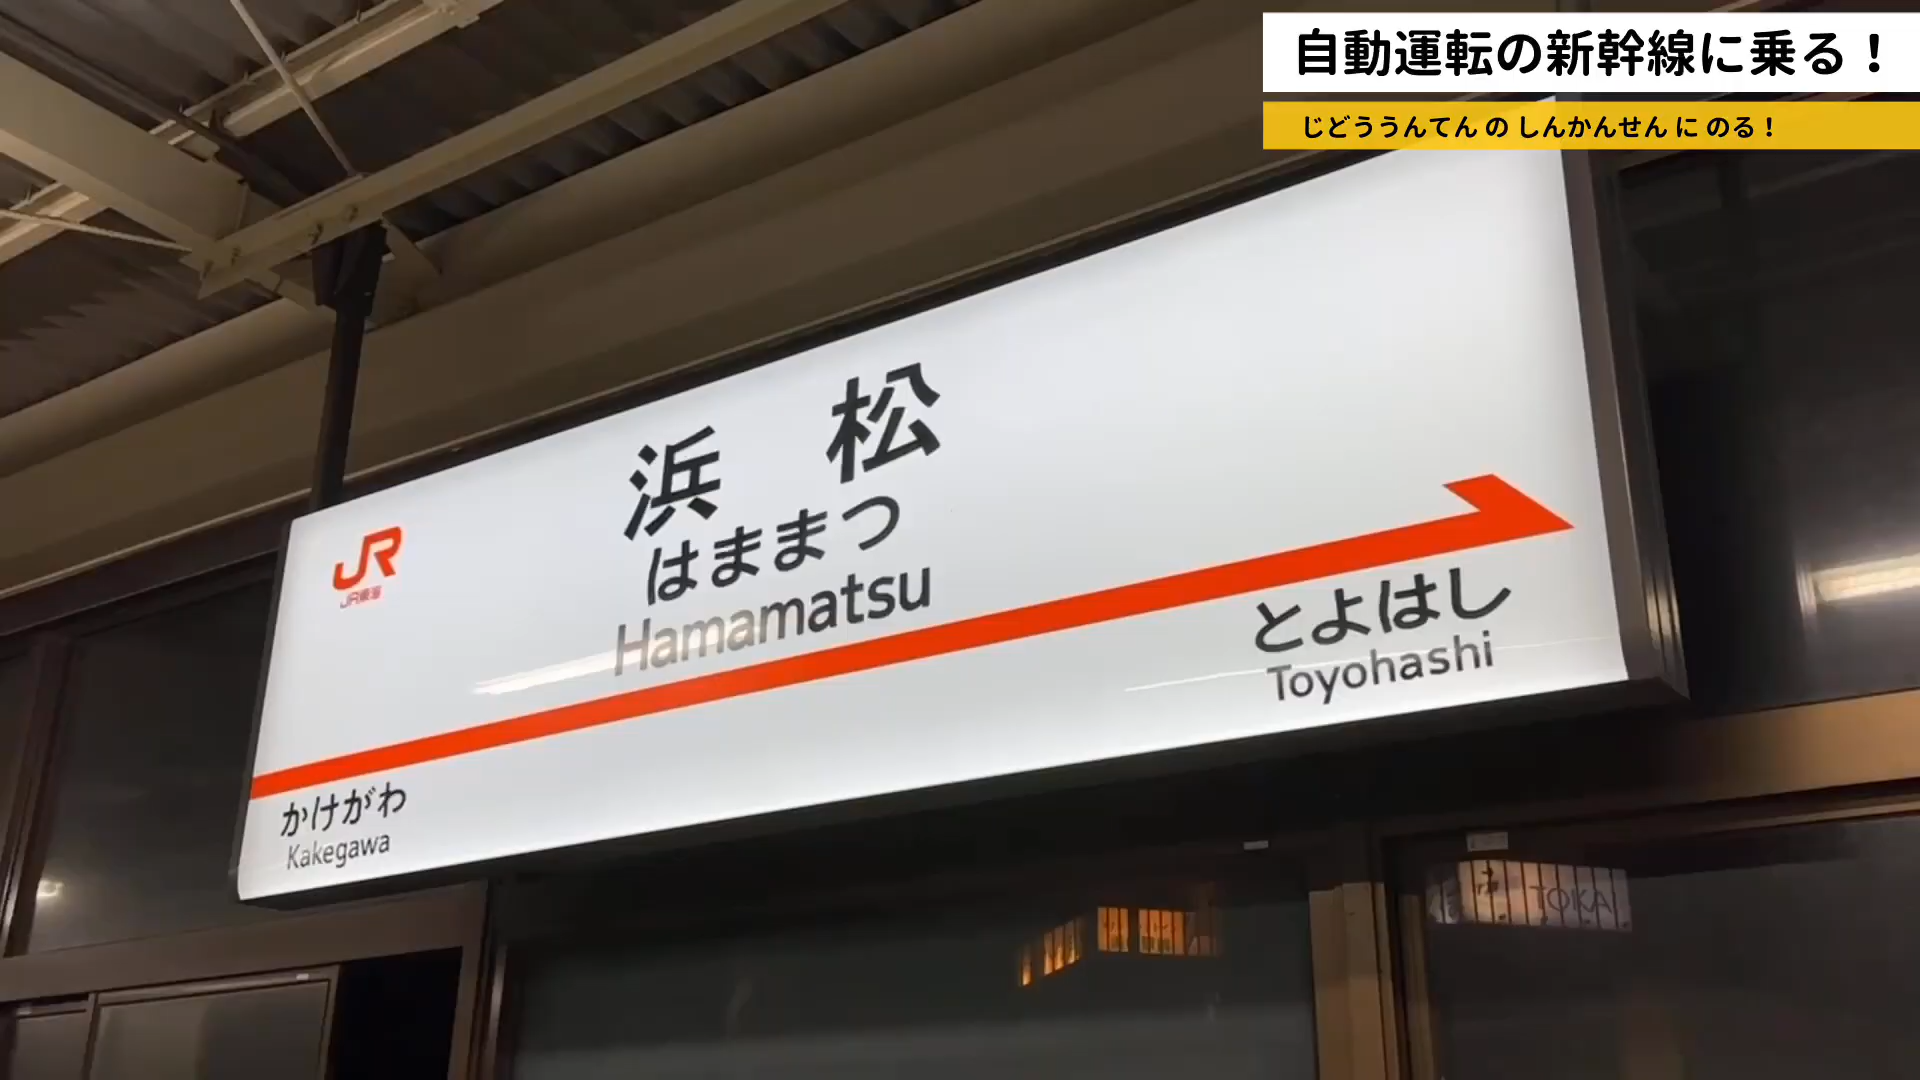 自動運転の新幹線に乗る！
じどううんてん の しんかんせん に のる！
浜 松
はままつ
Hamamatsu
JR
JR東海
とよはし
Toyohashi
かけがわ
Kakegawa
TOKAI